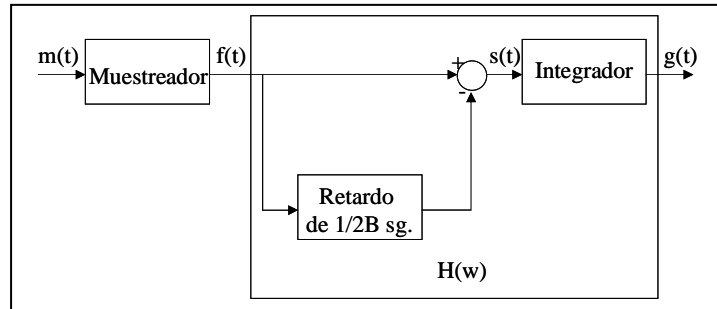 m(t)
Muestreador
f(t)
+
-
s(t)
Integrador
g(t)
Retardo
de 1/2B sg.
H(w)